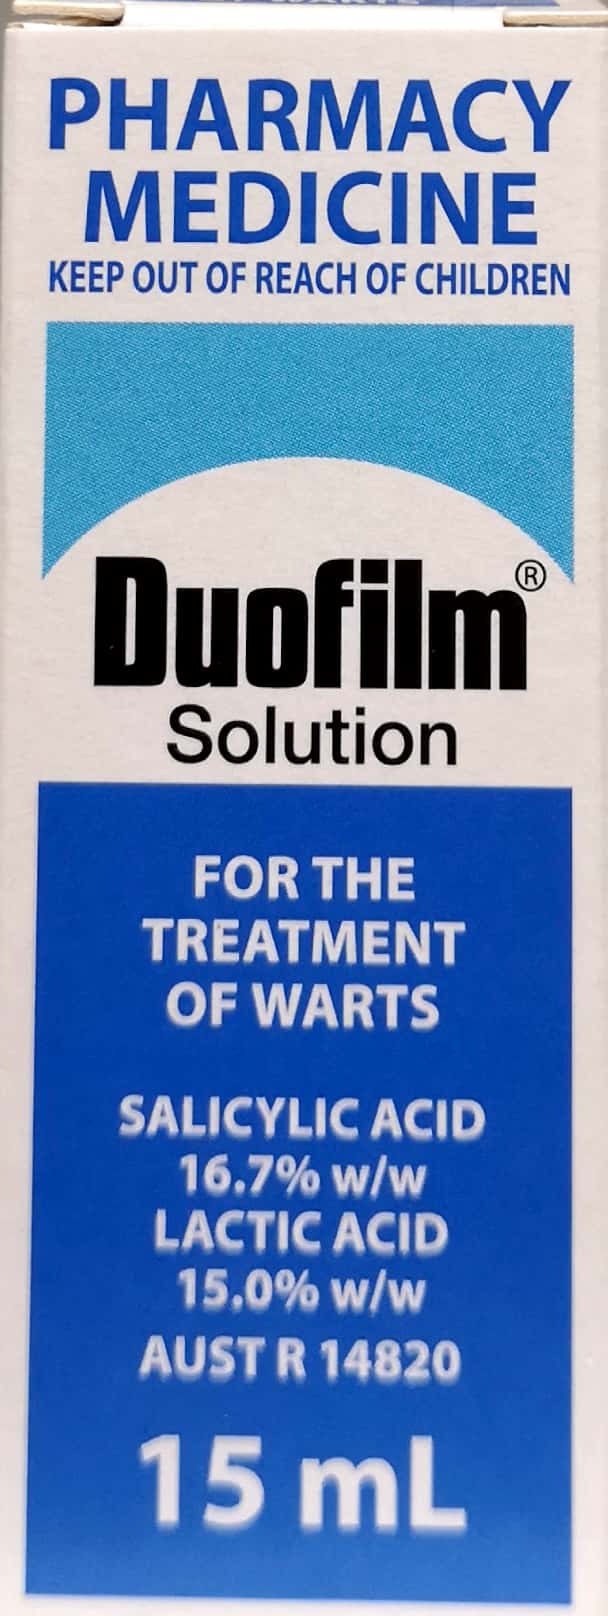 WARTS
PHARMACY
MEDICINE
KEEP OUT OF REACH OF CHILDREN
Duofilm®
Solution
FOR THE
TREATMENT
OF WARTS
SALICYLIC ACID
16.7% w/w
LACTIC ACID
15.0% w/w
AUST R 14820
15 mL